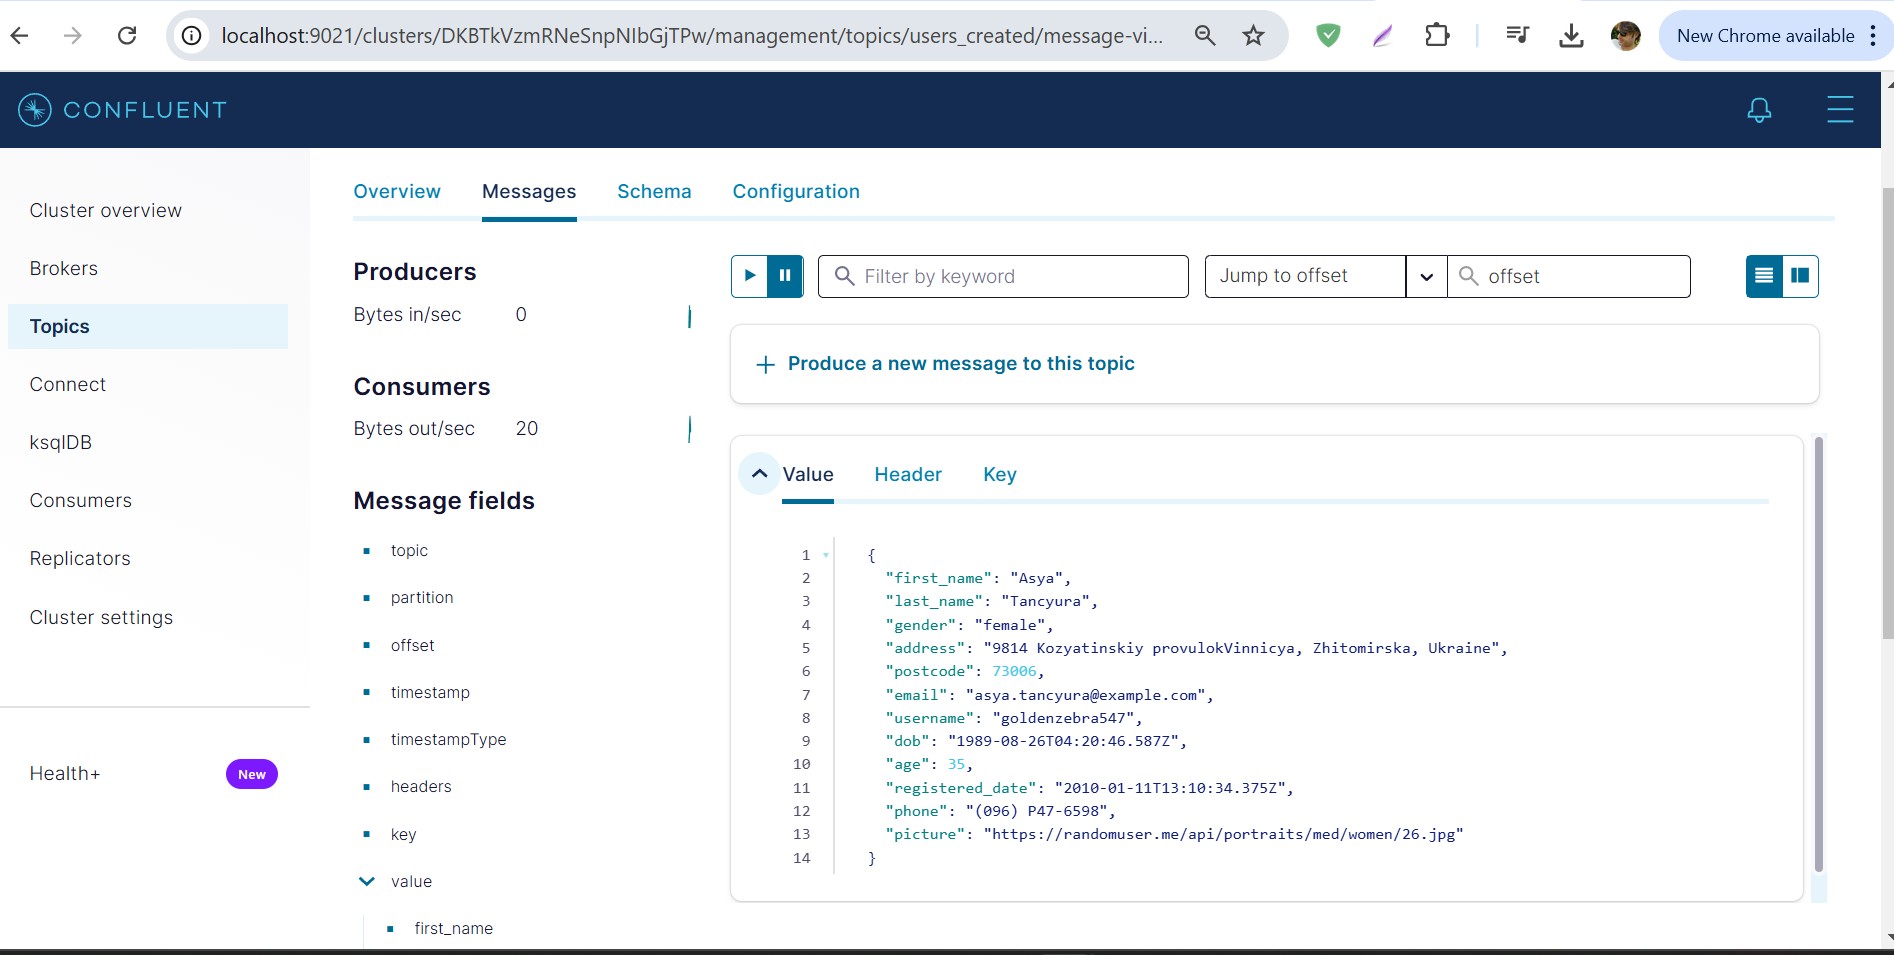 localhost:9021/clusters/DKBTkVzmRNeSnpNIbGjTPw/management/topics/users_created/message-vi...
New Chrome available
CONFLUENT
Cluster overview
Brokers
Topics
Connect
ksqlDB
Consumers
Replicators
Cluster settings
Health+ New
Overview Messages Schema Configuration
Producers
Bytes in/sec 0
Consumers
Bytes out/sec 20
Message fields
topic
partition
offset
timestamp
timestampType
headers
key
value
first_name
Filter by keyword Jump to offset offset
Produce a new message to this topic
Value Header Key
1 {
2 "first_name": "Asya",
3 "last_name": "Tancyura",
4 "gender": "female",
5 "address": "9814 Kozyatinskiy provulokVinnicya, Zhitomirska, Ukraine",
6 "postcode": 73006,
7 "email": "asya.tancyura@example.com",
8 "username": "goldenzebra547",
9 "dob": "1989-08-26T04:20:46.587Z",
10 "age": 35,
11 "registered_date": "2010-01-11T13:10:34.375Z",
12 "phone": "(096) P47-6598",
13 "picture": "https://randomuser.me/api/portraits/med/women/26.jpg"
14 }